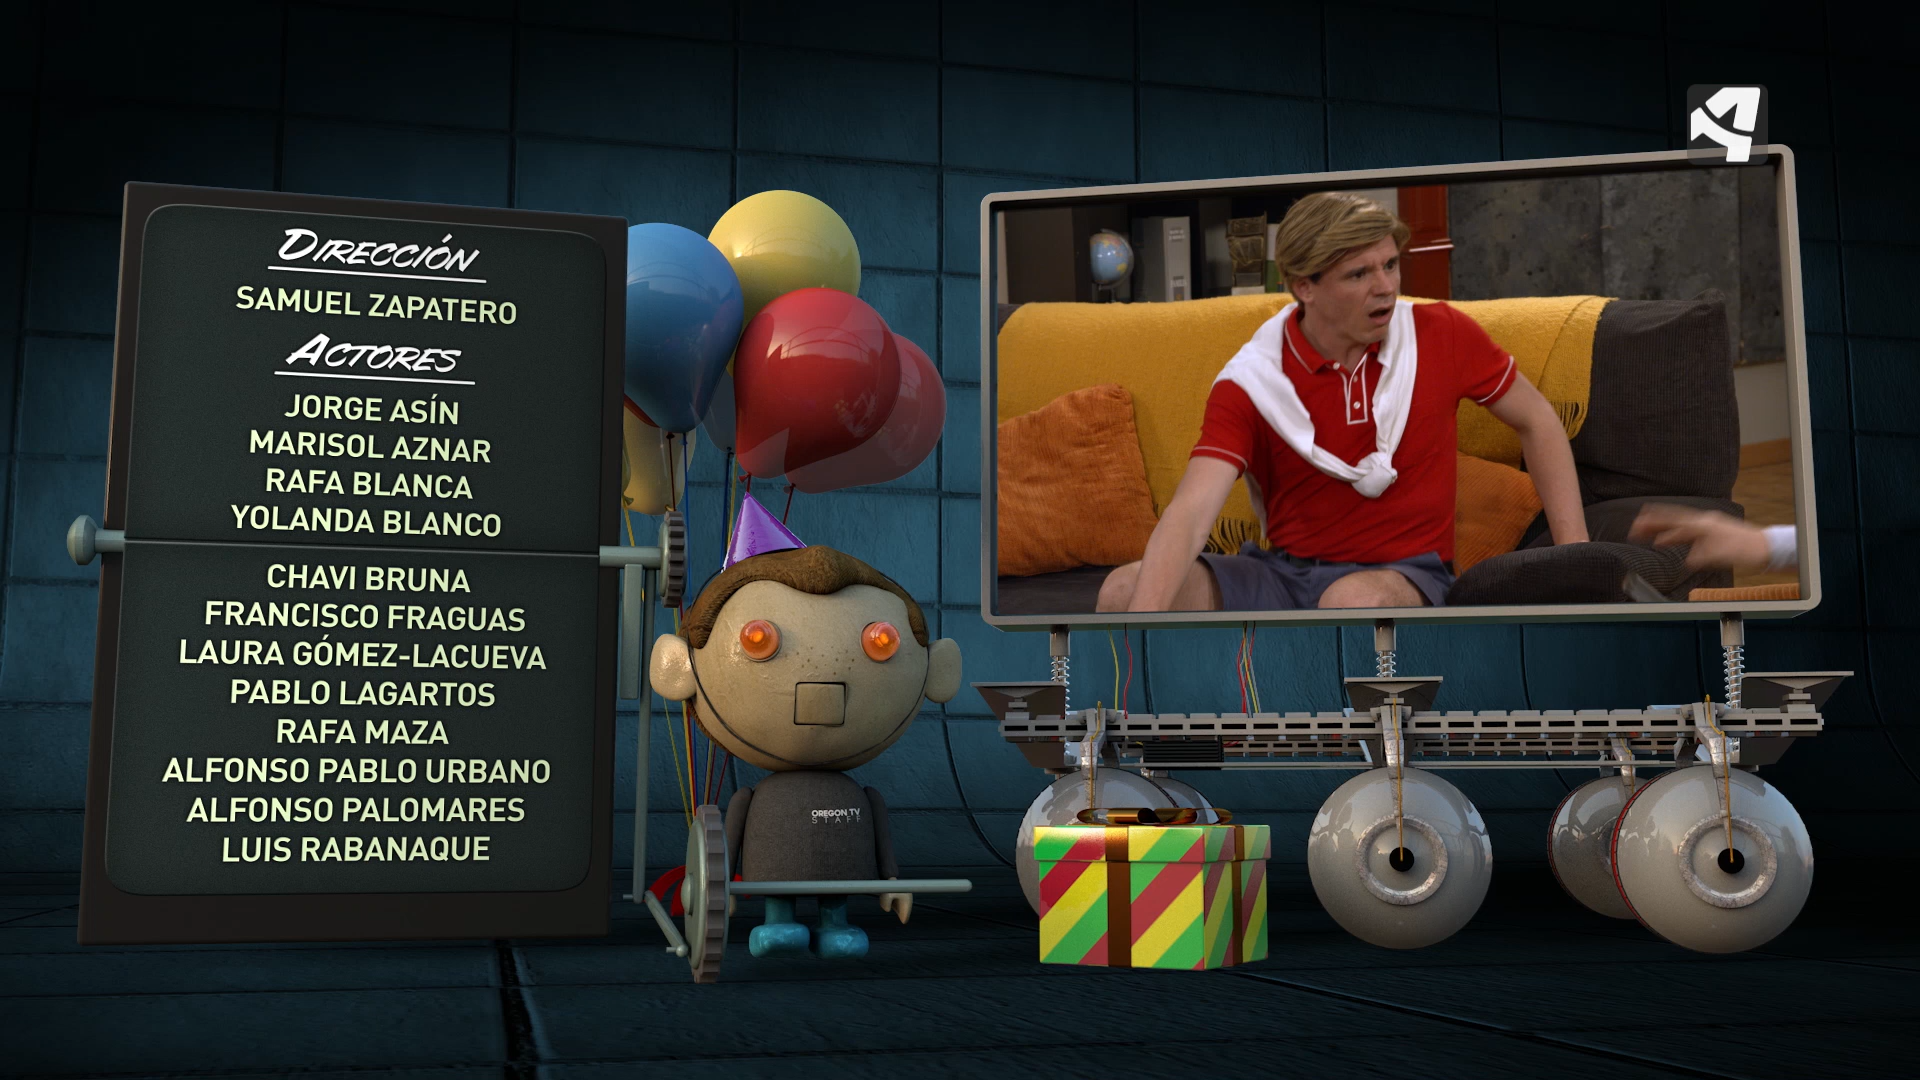 DIRECCIÓN
SAMUEL ZAPATERO
ACTORES
JORGE ASÍN
MARISOL AZNAR
RAFA BLANCA
YOLANDA BLANCO
CHAVI BRUNA
FRANCISCO FRAGUAS
LAURA GÓMEZ-LACUEVA
PABLO LAGARTOS
RAFA MAZA
ALFONSO PABLO URBANO
ALFONSO PALOMARES
LUIS RABANAQUE
OREGON TV
STAFF